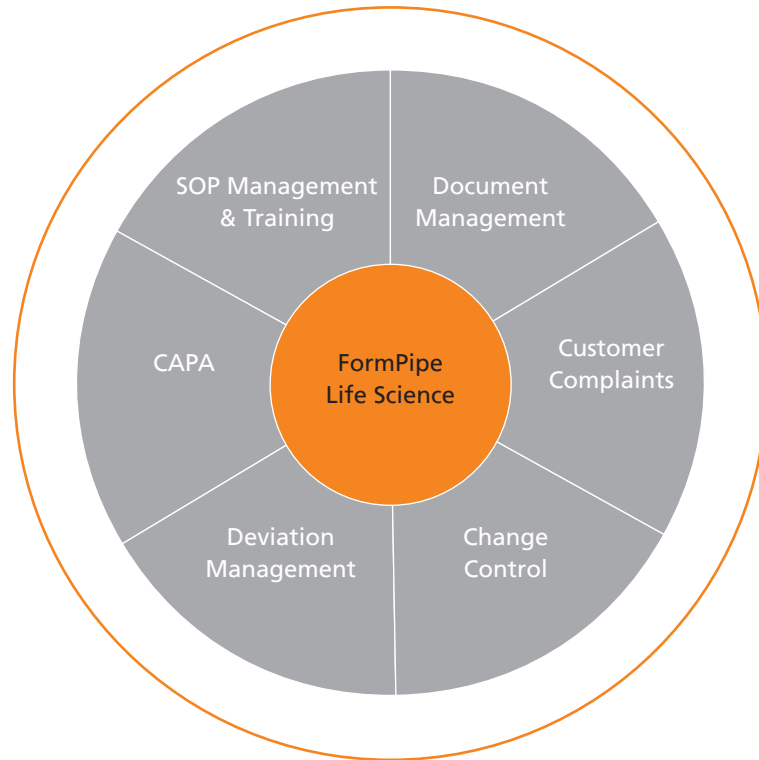 SOP Management
& Training
Document
Management
CAPA
FormPipe
Life Science
Customer
Complaints
Deviation
Management
Change
Control